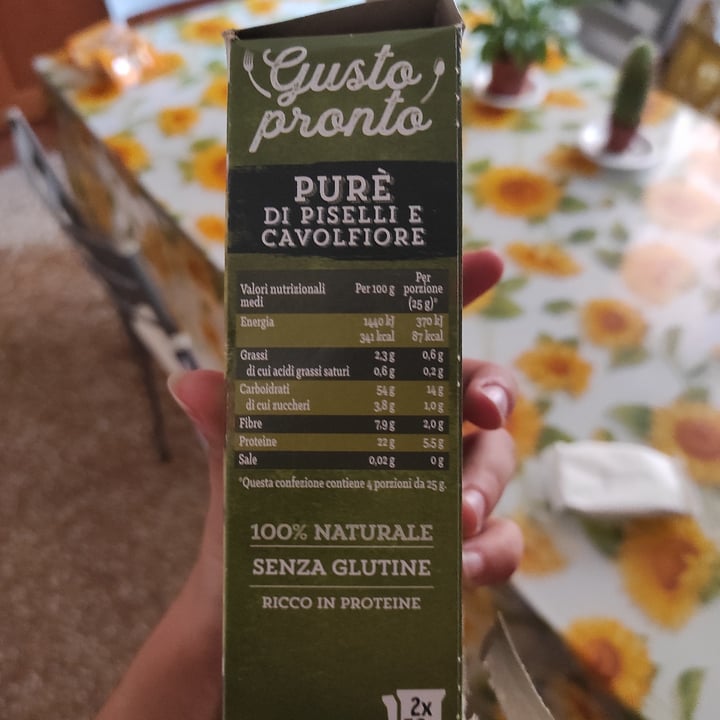 Gusto
pronto
PURÈ
DI PISELLI E
CAVOLFIORE
Valori nutrizionali medi Per 100 g Per porzione (25 g)*
Energia 1440 kJ 370 kJ
341 kcal 87 kcal
Grassi 2,3 g 0,6 g
di cui acidi grassi saturi 0,6 g 0,2 g
Carboidrati 54 g 14 g
di cui zuccheri 3,8 g 1,0 g
Fibre 7,9 g 2,0 g
Proteine 22 g 5,5 g
Sale 0,02 g 0 g
*Questa confezione contiene 4 porzioni da 25 g.
100% NATURALE
SENZA GLUTINE
RICCO IN PROTEINE
2x